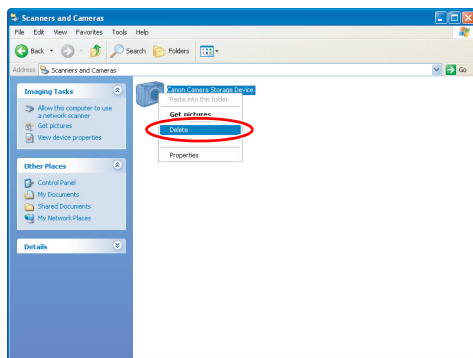 Scanners and Cameras
File Edit View Favorites Tools Help
Back Search Folders
Address Scanners and Cameras Go
Imaging Tasks
Allow this computer to use
a network scanner
Get pictures
View device properties
Other Places
Control Panel
My Documents
Shared Documents
My Network Places
Details
Canon Camera Storage Device
Paste into this folder
Get pictures
Delete
Properties